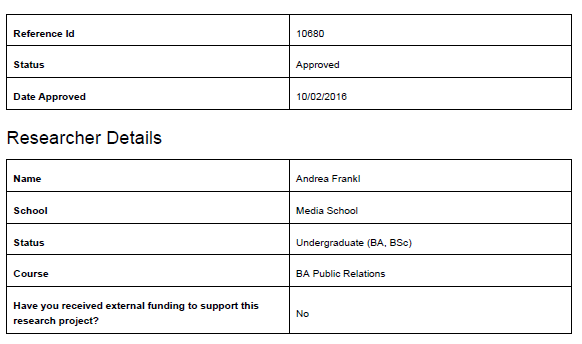 Reference Id 10680
Status Approved
Date Approved 10/02/2016
Researcher Details
Name Andrea Frankl
School Media School
Status Undergraduate (BA, BSc)
Course BA Public Relations
Have you received external funding to support this
research project? No